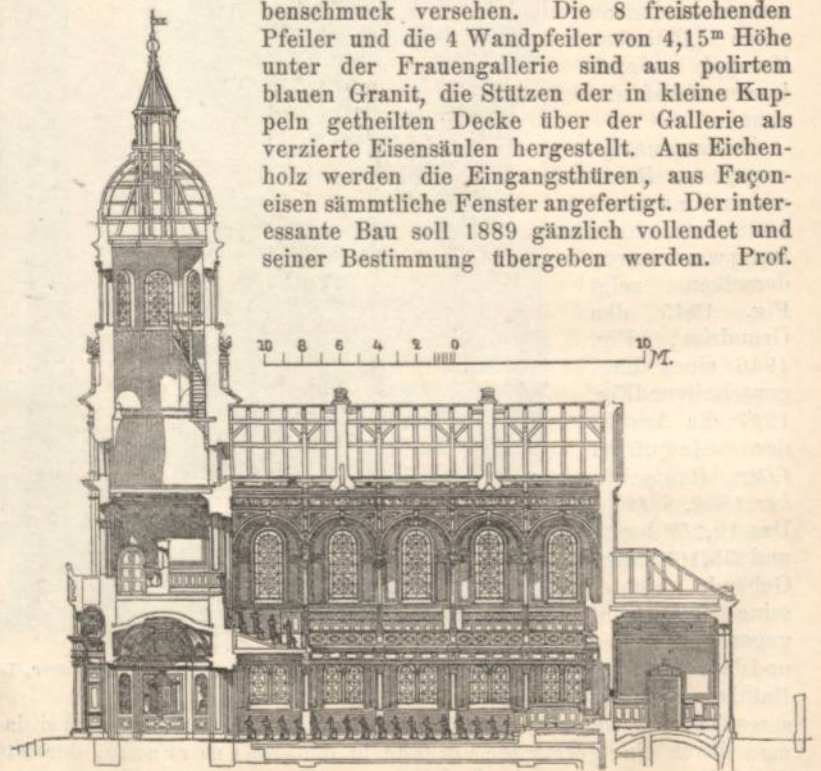 benschmuck versehen. Die 8 freistehenden
Pfeiler und die 4 Wandpfeiler von 4,15ᵐ Höhe
unter der Frauengallerie sind aus polirtem
blauen Granit, die Stützen der in kleine Kup-
peln getheilten Decke über der Gallerie als
verzierte Eisensäulen hergestellt. Aus Eichen-
holz werden die Eingangsthüren, aus Façon-
eisen sämmtliche Fenster angefertigt. Der inter-
essante Bau soll 1889 gänzlich vollendet und
seiner Bestimmung übergeben werden. Prof.
10 8 6 4 2 0 10 M.